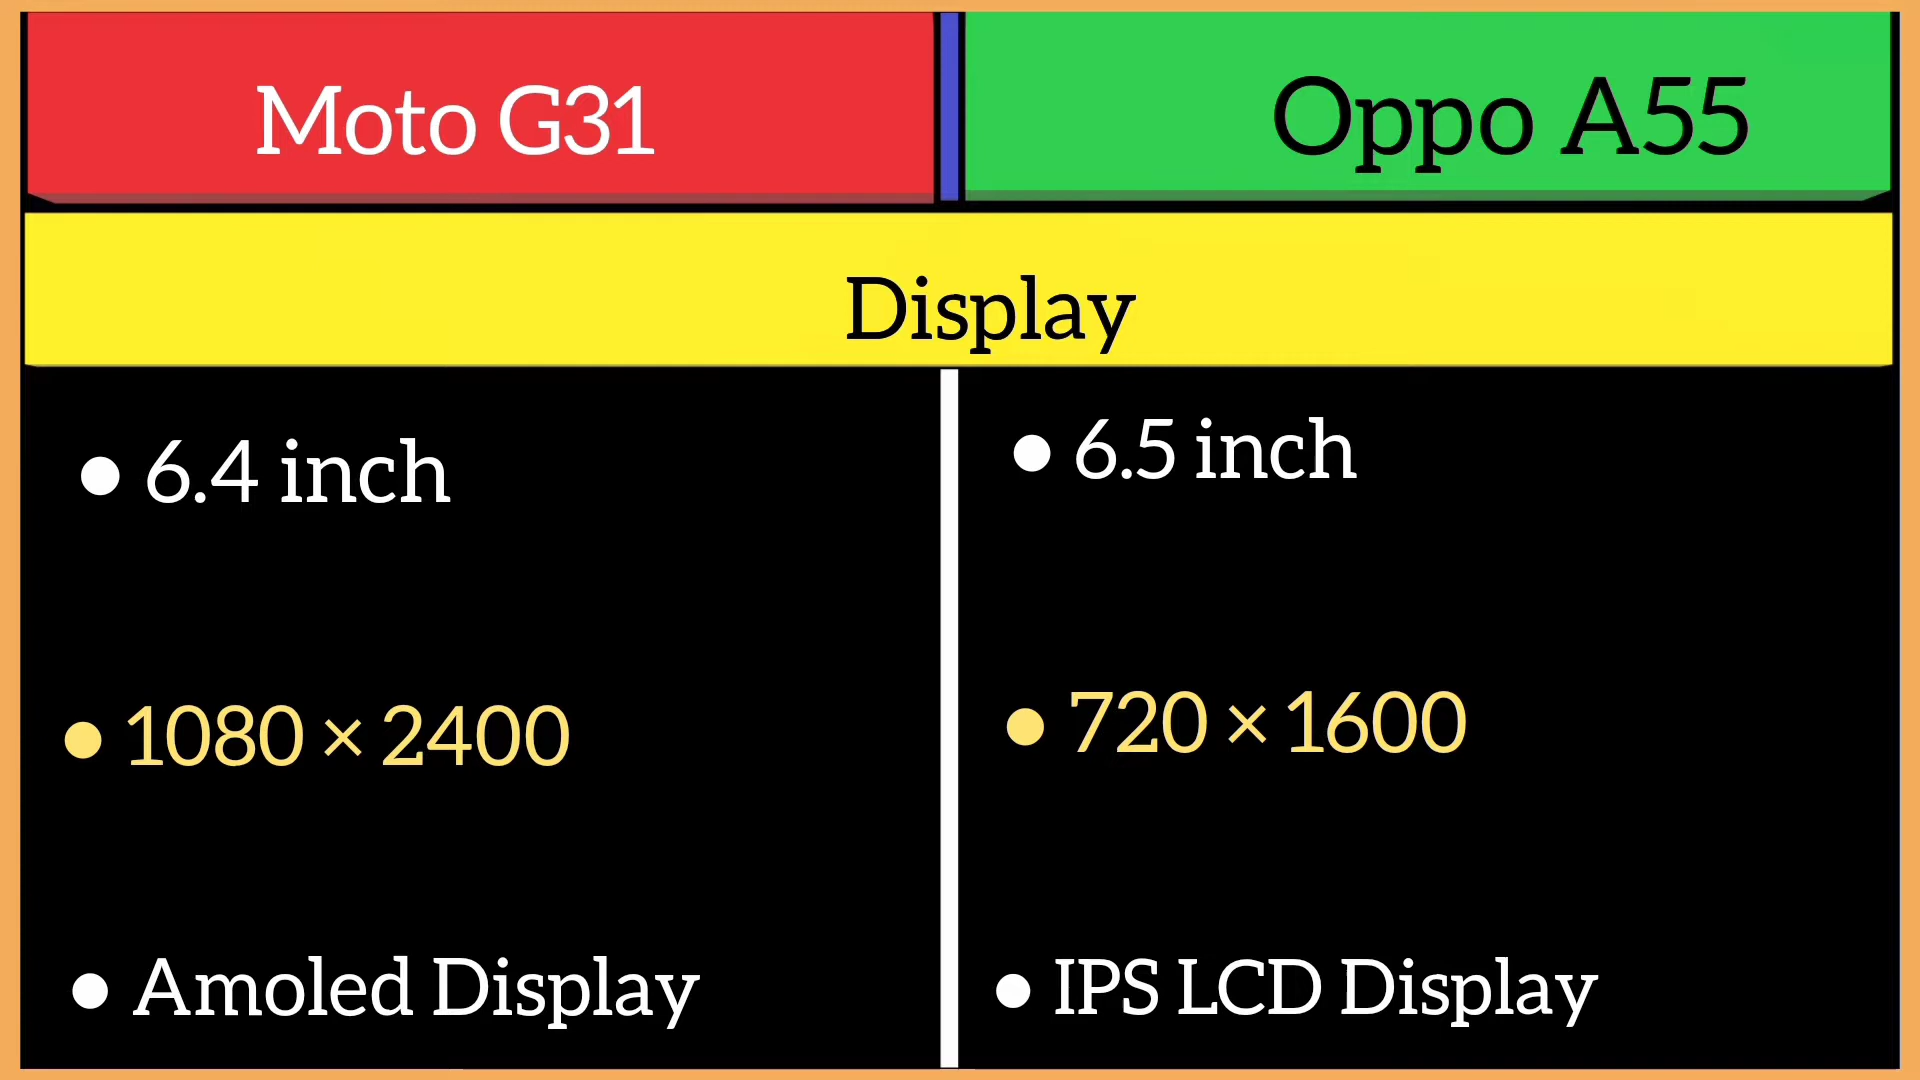 Moto G31
Oppo A55
Display
● 6.4 inch
● 6.5 inch
● 1080 × 2400
● 720 × 1600
● Amoled Display
● IPS LCD Display